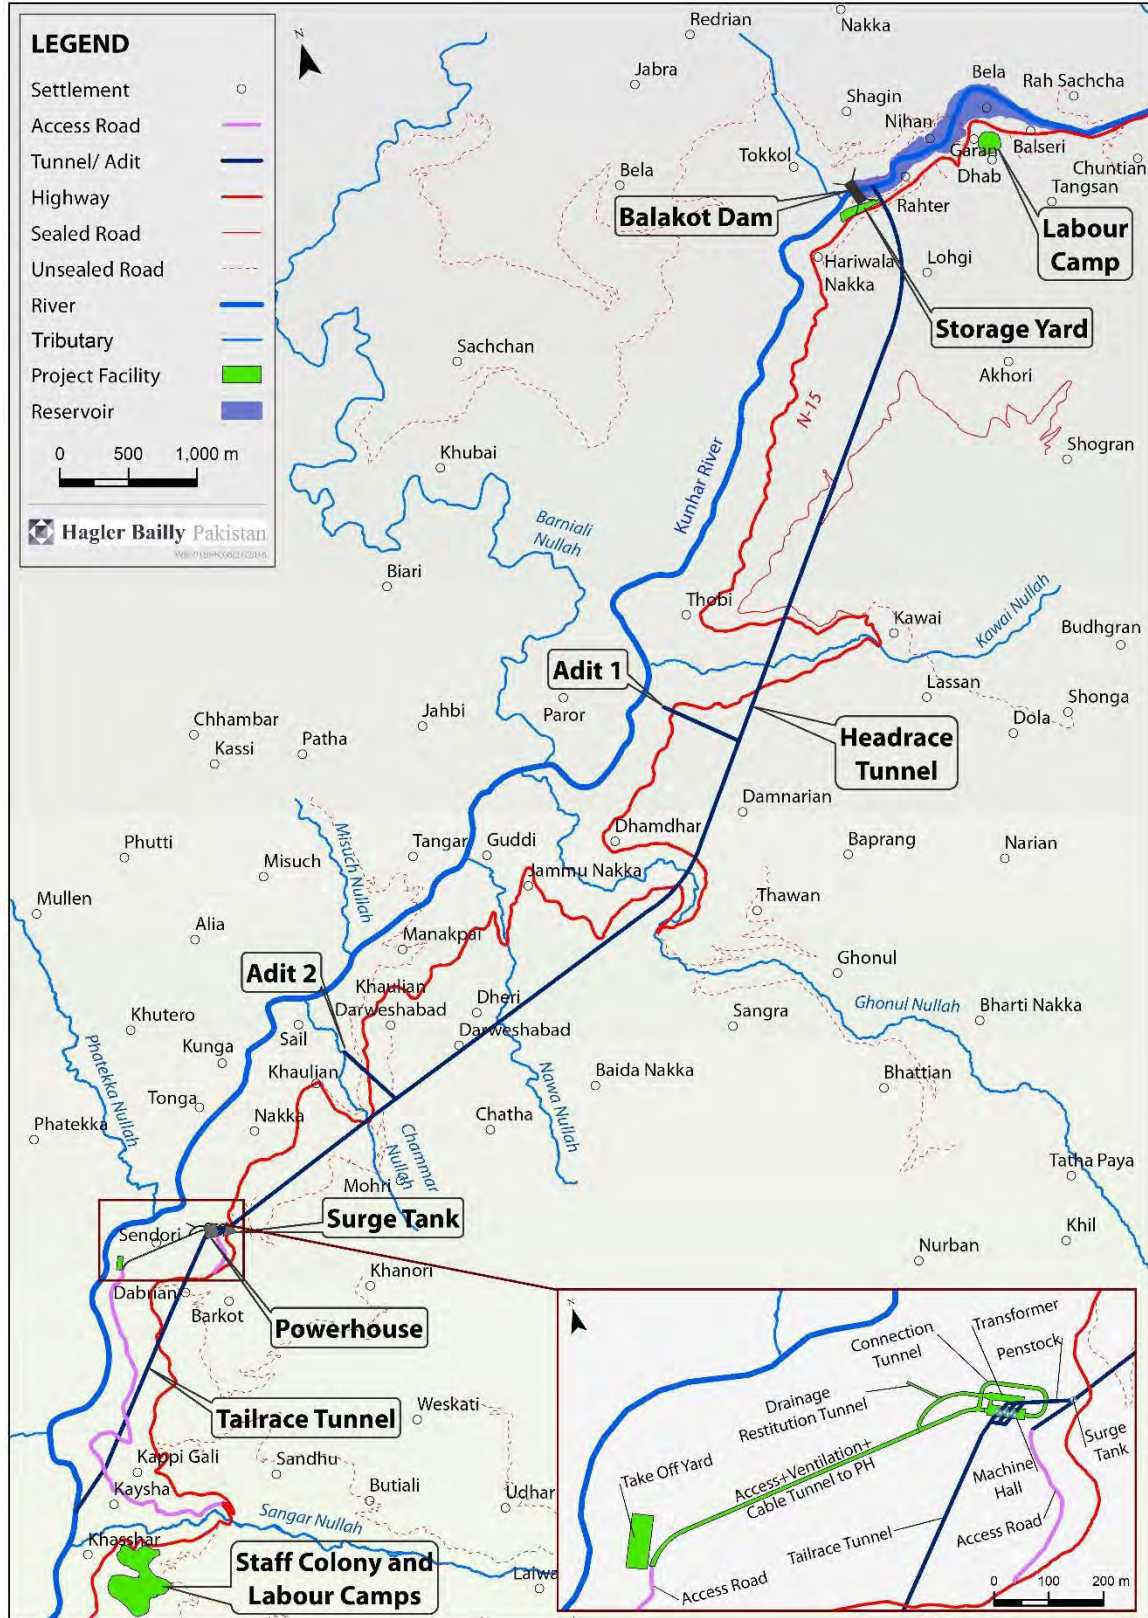 LEGEND
Settlement
Access Road
Tunnel/ Adit
Highway
Sealed Road
Unsealed Road
River
Tributary
Project Facility
Reservoir
0 500 1,000 m
Hagler Bailly Pakistan
N
Redrian
Nakka
Jabra
Bela
Rah Sachcha
Shagin
Nihan
Tokkol
Garan
Balseri
Dhab
Chuntian
Bela
Tangsan
Balakot Dam
Rahter
Labour
Camp
Hariwala
Nakka
Lohgi
Storage Yard
Sachchan
Akhori
N-15
Shogran
Khubai
Kunhar River
Barniali
Nullah
Biari
Thobi
Kawai
Kawai Nullah
Budhgran
Adit 1
Lassan
Shonga
Chhambar
Jahbi
Paror
Dola
Kassi
Patha
Headrace
Tunnel
Damnarian
Misuch Nullah
Dhamdhar
Phutti
Tangar
Guddi
Baprang
Narian
Misuch
Jammu Nakka
Mullen
Thawan
Alia
Manakpai
Adit 2
Ghonul
Khaulian
Darweshabad
Dheri
Ghonul Nullah
Bharti Nakka
Khutero
Sail
Darweshabad
Sangra
Phatekka Nullah
Kunga
Khaulian
Baida Nakka
Bhattian
Tonga
Nawa Nullah
Nakka
Chatha
Phatekka
Chammar
Nullah
Tatha Paya
Mohri
Surge Tank
Sendori
Khil
Nurban
Khanori
Dabrian
Barkot
Powerhouse
Weskati
Tailrace Tunnel
Kappi Gali
Sandhu
Kaysha
Butiali
Udhar
Sangar Nullah
Khasshar
Staff Colony and
Labour Camps
Lalwa
N
Transformer
Connection
Tunnel
Penstock
Drainage
Restitution Tunnel
Surge
Tank
Take Off Yard
Access+Ventilation+
Cable Tunnel to PH
Machine
Hall
Tailrace Tunnel
Access Road
Access Road
0 100 200 m